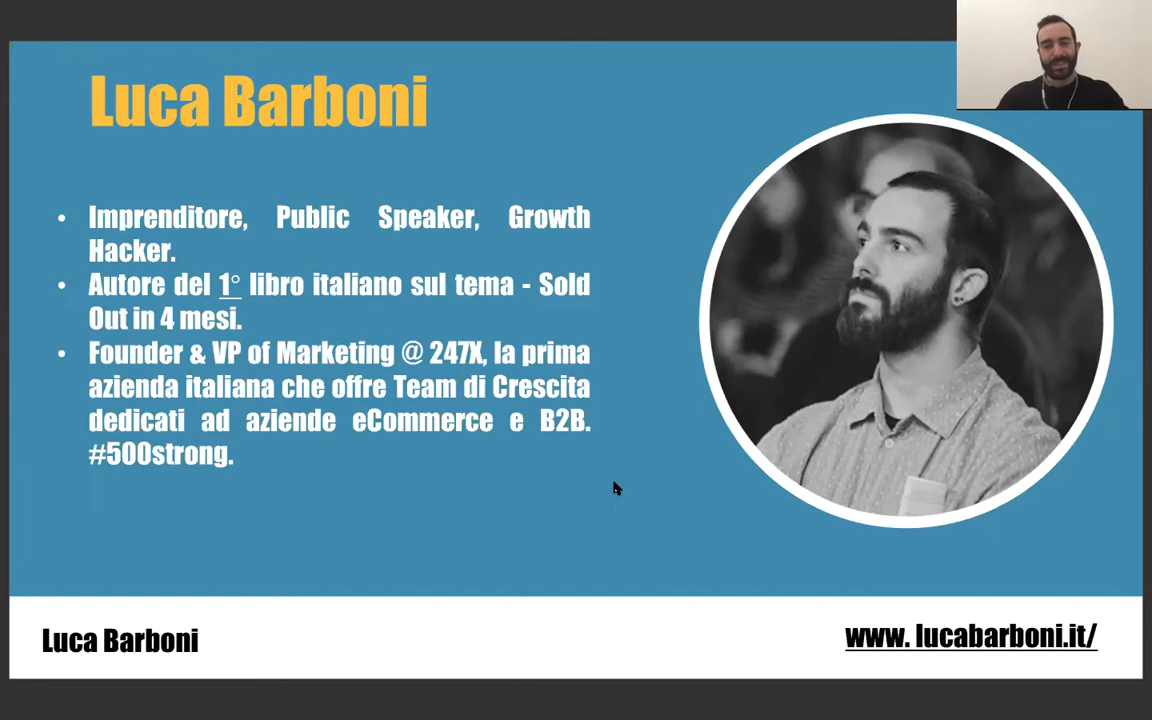 Luca Barboni
• Imprenditore, Public Speaker, Growth
Hacker.
• Autore del 1° libro italiano sul tema - Sold
Out in 4 mesi.
• Founder & VP of Marketing @ 247X, la prima
azienda italiana che offre Team di Crescita
dedicati ad aziende eCommerce e B2B.
#500strong.
Luca Barboni
www. lucabarboni.it/